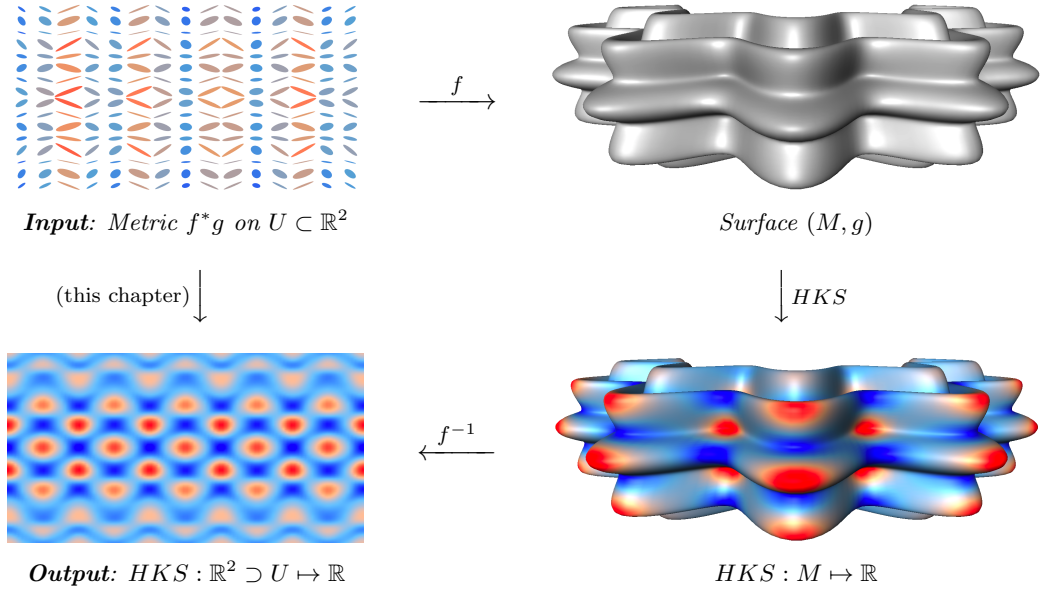 f
Input: Metric f*g on U ⊂ ℝ²
Surface (M, g)
(this chapter)
HKS
f⁻¹
Output: HKS : ℝ² ⊃ U ↦ ℝ
HKS : M ↦ ℝ